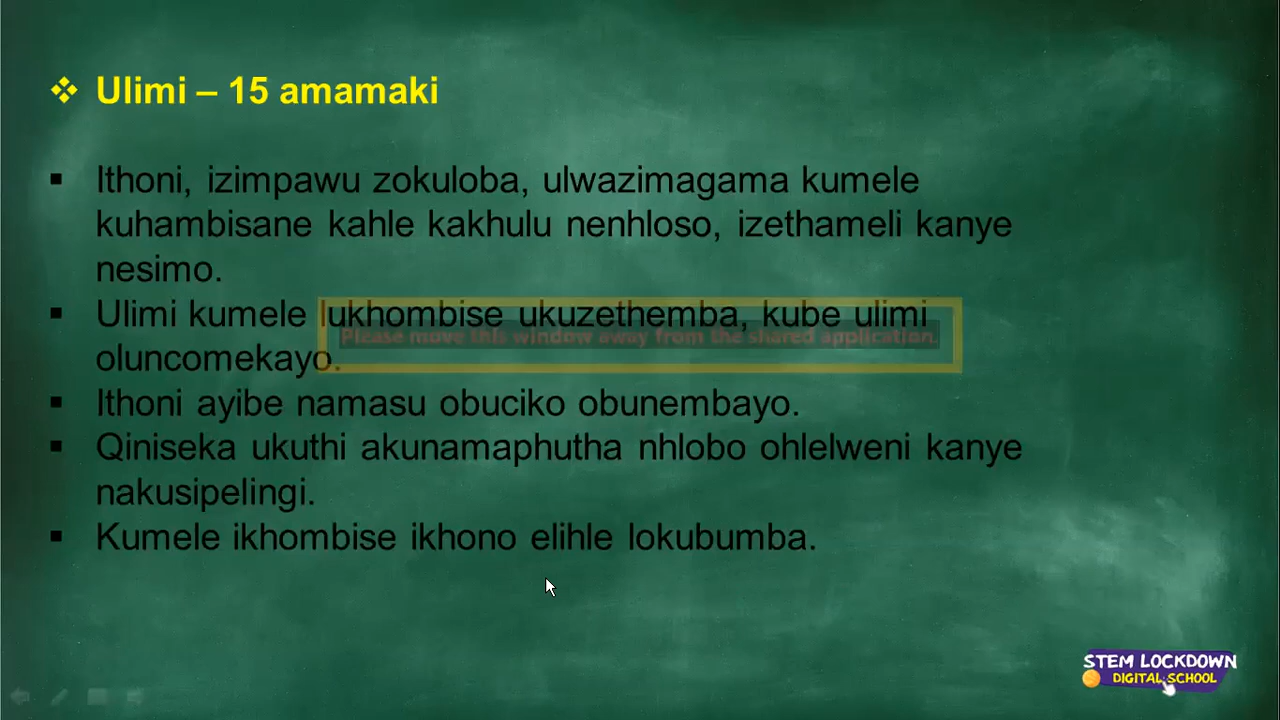 ❖ Ulimi – 15 amamaki
▪ Ithoni, izimpawu zokuloba, ulwazimagama kumele
kuhambisane kahle kakhulu nenhloso, izethameli kanye
nesimo.
▪ Ulimi kumele lukhombise ukuzethemba, kube ulimi
Please move this window away from the shared application.
oluncomekayo.
▪ Ithoni ayibe namasu obuciko obunembayo.
▪ Qiniseka ukuthi akunamaphutha nhlobo ohlelweni kanye
nakusipelingi.
▪ Kumele ikhombise ikhono elihle lokubumba.
STEM LOCKDOWN
DIGITAL SCHOOL